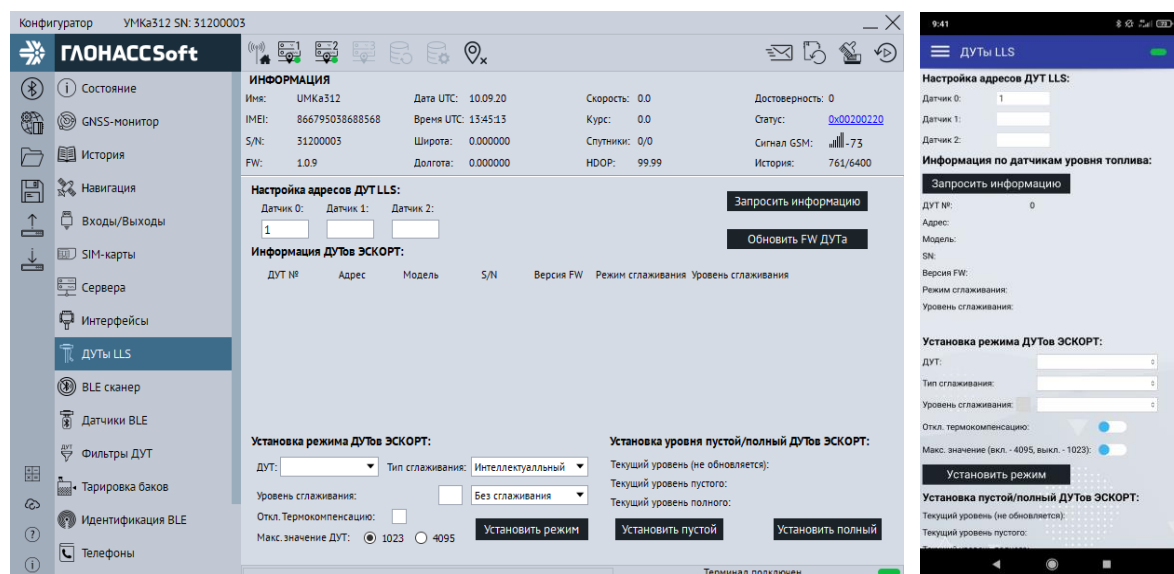 Конфигуратор УМКа312 SN: 31200003
ГЛОНАССSoft
Состояние
GNSS-монитор
История
Навигация
Входы/Выходы
SIM-карты
Сервера
Интерфейсы
ДУТы LLS
BLE сканер
Датчики BLE
Фильтры ДУТ
Тарировка баков
Идентификация BLE
Телефоны
ИНФОРМАЦИЯ
Имя: УМКа312 Дата UTC: 10.09.20 Скорость: 0.0 Достоверность: 0
IMEI: 866795038688568 Время UTC: 13:45:13 Курс: 0.0 Статус: 0x00200220
S/N: 31200003 Широта: 0.000000 Спутники: 0/0 Сигнал GSM: -73
FW: 1.0.9 Долгота: 0.000000 HDOP: 99.99 История: 761/6400
Настройка адресов ДУТ LLS:
Датчик 0: Датчик 1: Датчик 2:
1
Запросить информацию
Обновить FW ДУТа
Информация ДУТов ЭСКОРТ:
ДУТ № Адрес Модель S/N Версия FW Режим сглаживания Уровень сглаживания
Установка режима ДУТов ЭСКОРТ:
ДУТ: Тип сглаживания: Интеллектуалльный
Уровень сглаживания: Без сглаживания
Откл. Термокомпенсацию:
Макс. значение ДУТ: 1023 4095
Установить режим
Установка уровня пустой/полный ДУТов ЭСКОРТ:
Текущий уровень (не обновляется):
Текущий уровень пустого:
Текущий уровень полного:
Установить пустой Установить полный
Терминал подключен
9:41
ДУТы LLS
Настройка адресов ДУТ LLS:
Датчик 0: 1
Датчик 1:
Датчик 2:
Информация по датчикам уровня топлива:
Запросить информацию
ДУТ №: 0
Адрес:
Модель:
SN:
Версия FW:
Режим сглаживания:
Уровень сглаживания:
Установка режима ДУТов ЭСКОРТ:
ДУТ:
Тип сглаживания:
Уровень сглаживания:
Откл. термокомпенсацию:
Макс. значение (вкл. - 4095, выкл. - 1023):
Установить режим
Установка пустой/полный ДУТов ЭСКОРТ:
Текущий уровень (не обновляется):
Текущий уровень пустого: